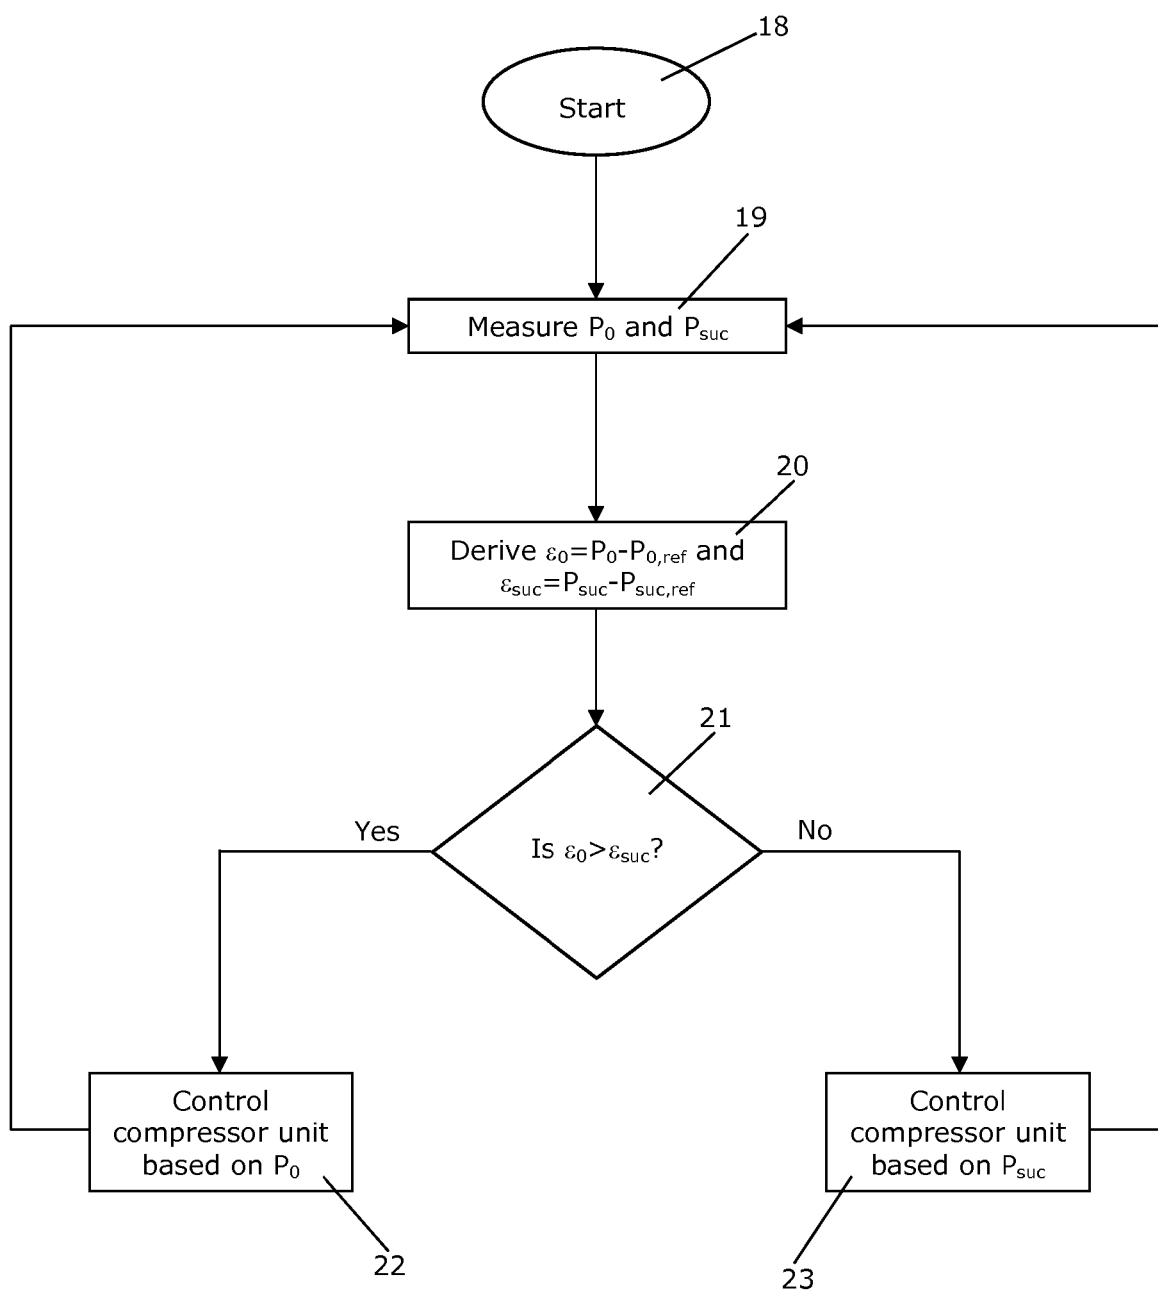 18
Start
19
Measure P₀ and Psuc
20
Derive ε₀=P₀-P₀,ref and
εsuc=Psuc-Psuc,ref
21
Yes
No
Is ε₀>εsuc?
Control
compressor unit
based on P₀
22
Control
compressor unit
based on Psuc
23